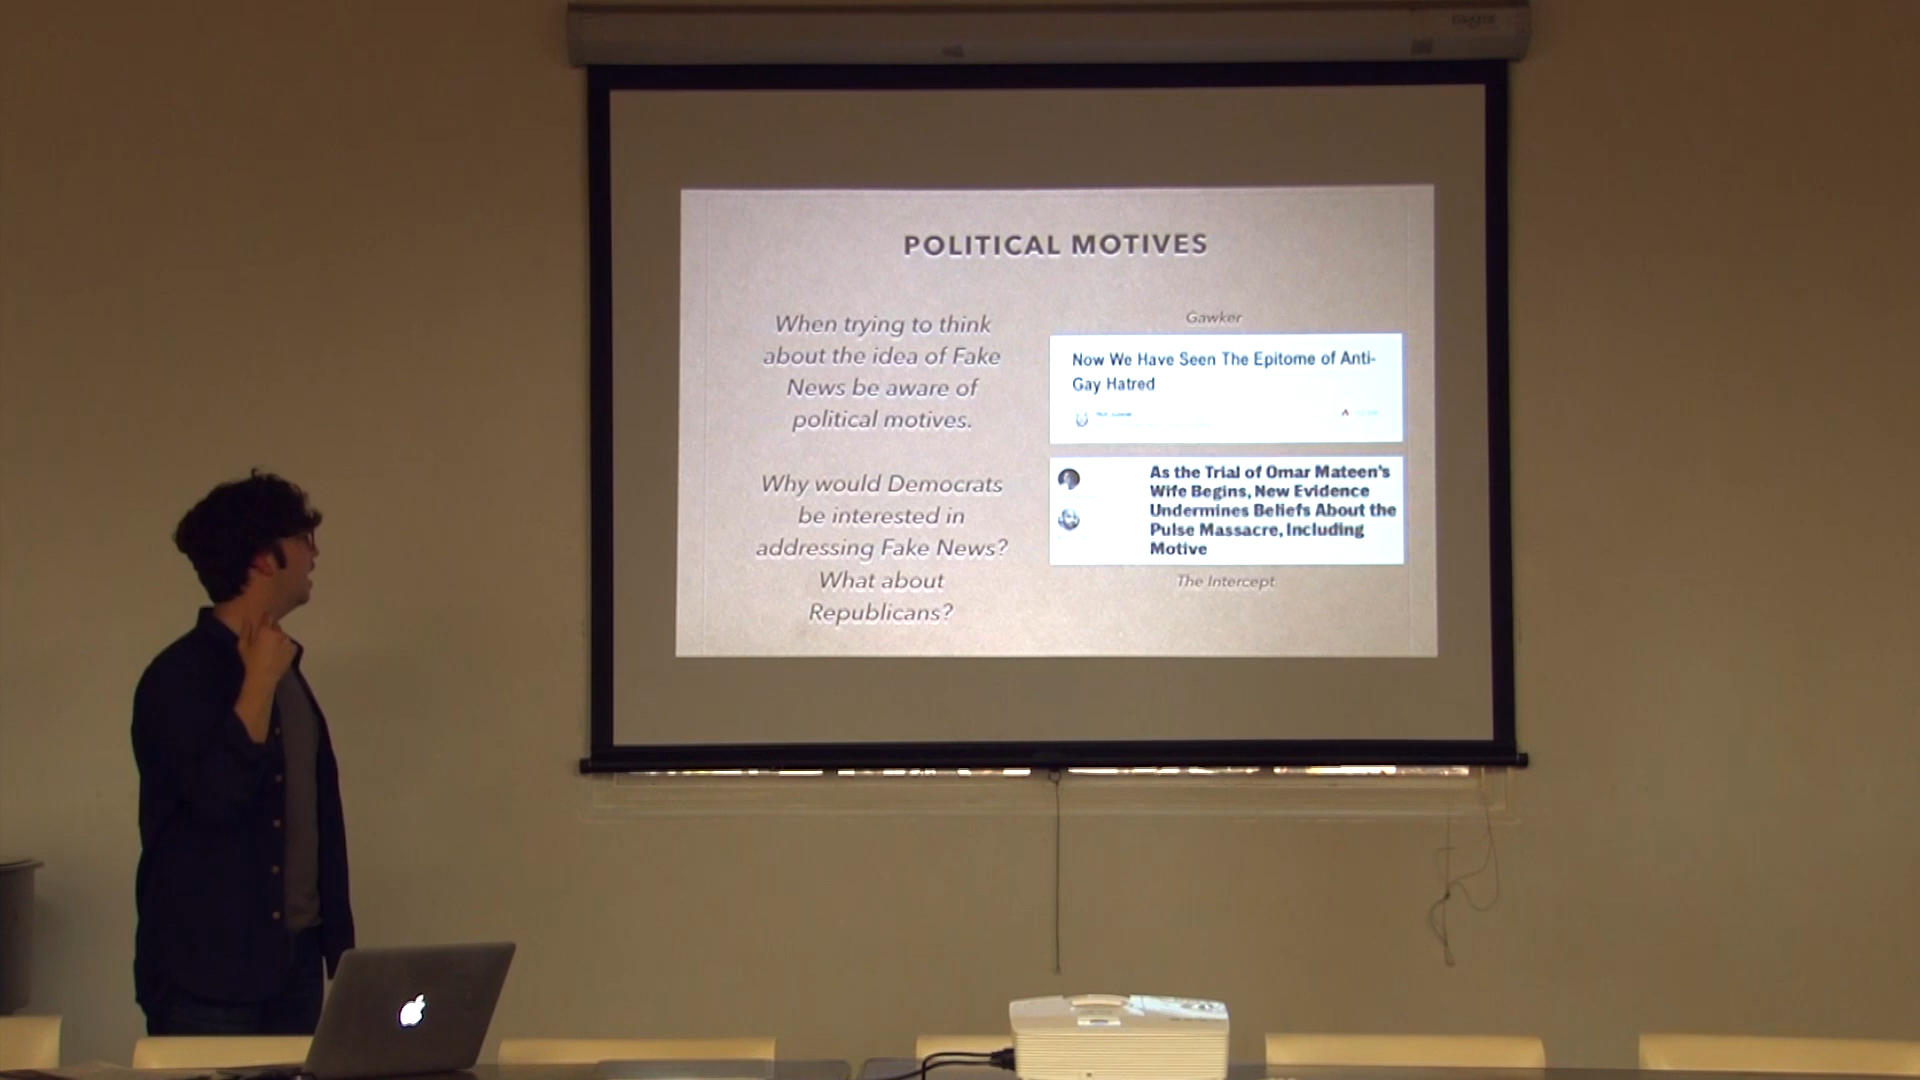 POLITICAL MOTIVES
When trying to think
about the idea of Fake
News be aware of
political motives.
Why would Democrats
be interested in
addressing Fake News?
What about
Republicans?
Gawker
Now We Have Seen The Epitome of Anti-
Gay Hatred
As the Trial of Omar Mateen's
Wife Begins, New Evidence
Undermines Beliefs About the
Pulse Massacre, Including
Motive
The Intercept